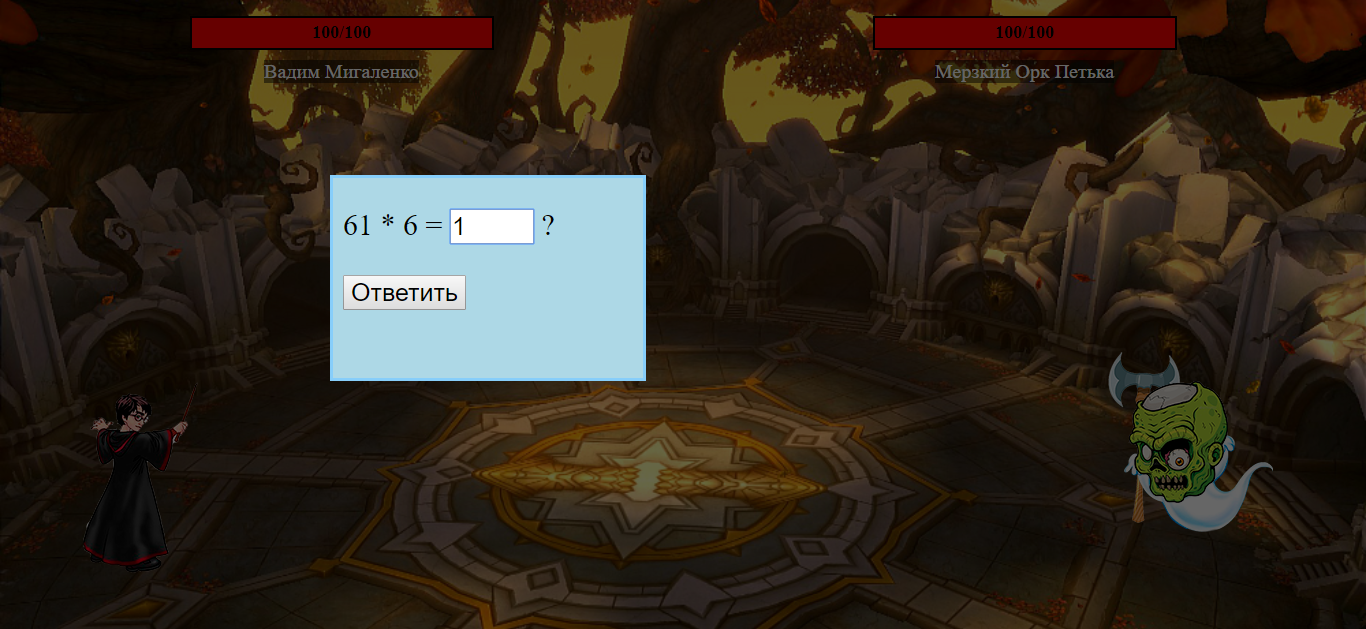 100/100
Вадим Мигаленко
100/100
Мерзкий Орк Петька
61 * 6 = 1 ?
Ответить